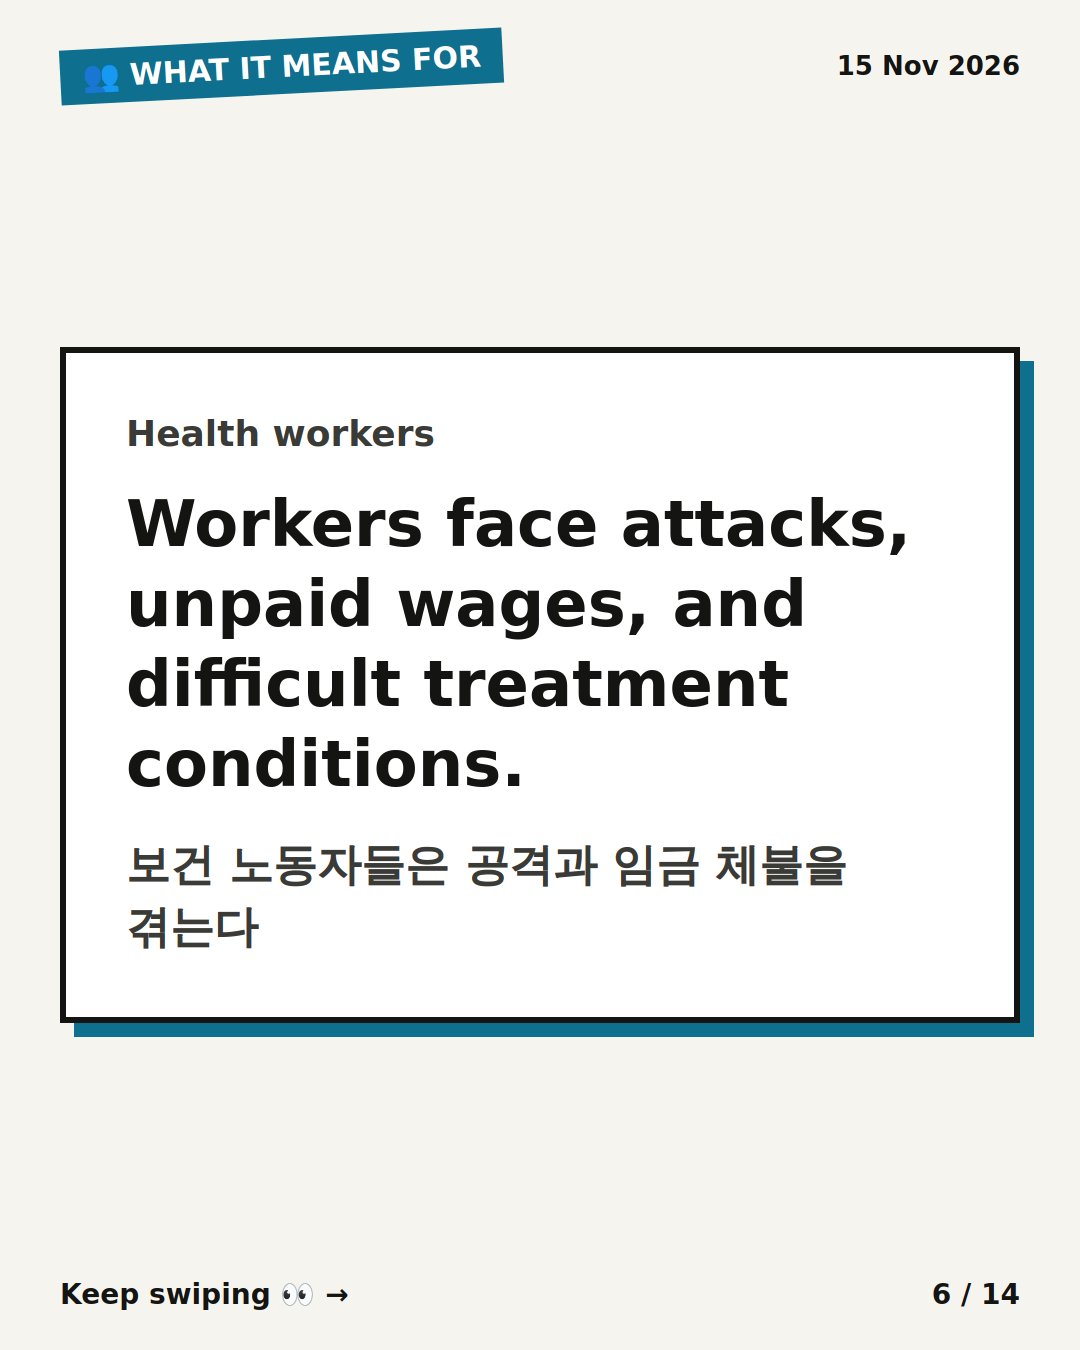 👥 WHAT IT MEANS FOR
15 Nov 2026
Health workers
Workers face attacks,
unpaid wages, and
difficult treatment
conditions.
보건 노동자들은 공격과 임금 체불을
겪는다
Keep swiping 👀 →
6 / 14